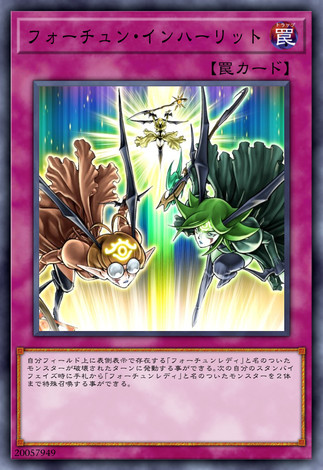 フォーチュン・インハーリット
トラップ
罠
【罠カード】
自分フィールド上に表側表示で存在する「フォーチュンレディ」と名のついた
モンスターが破壊されたターンに発動する事ができる。次の自分のスタンバイ
フェイズ時に手札から「フォーチュンレディ」と名のついたモンスターを２体
まで特殊召喚する事ができる。
20057949